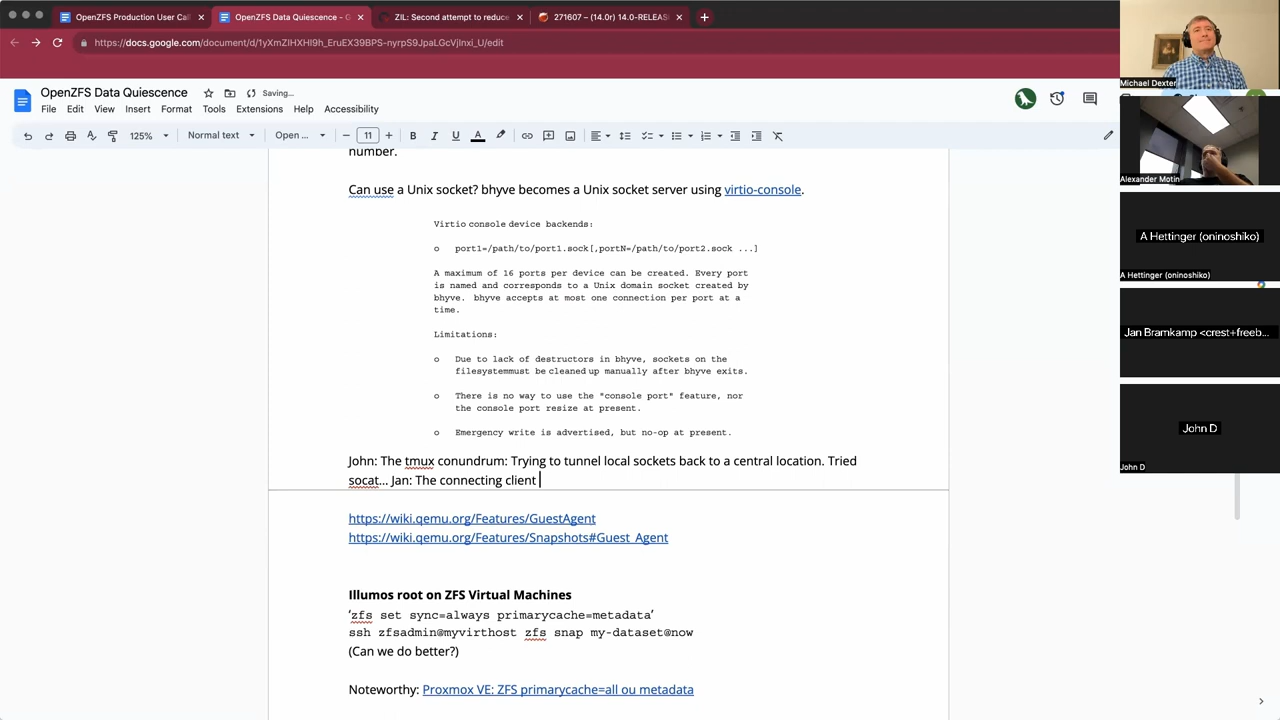 OpenZFS Production User Cal
OpenZFS Data Quiescence - G
ZIL: Second attempt to reduce
271607 – (14.0r) 14.0-RELEAS
https://docs.google.com/document/d/1yXmZIHXHI9h_EruEX39BPS-nyrpS9JpaLGcVjlnxi_U/edit
OpenZFS Data Quiescence
Saving...
File Edit View Insert Format Tools Extensions Help Accessibility
125% Normal text Open ... 11
number.
Can use a Unix socket? bhyve becomes a Unix socket server using virtio-console.
Virtio console device backends:
o port1=/path/to/port1.sock[,portN=/path/to/port2.sock ...]
A maximum of 16 ports per device can be created. Every port
is named and corresponds to a Unix domain socket created by
bhyve. bhyve accepts at most one connection per port at a
time.
Limitations:
o Due to lack of destructors in bhyve, sockets on the
filesystemmust be cleaned up manually after bhyve exits.
o There is no way to use the "console port" feature, nor
the console port resize at present.
o Emergency write is advertised, but no-op at present.
John: The tmux conundrum: Trying to tunnel local sockets back to a central location. Tried
socat... Jan: The connecting client
https://wiki.qemu.org/Features/GuestAgent
https://wiki.qemu.org/Features/Snapshots#Guest_Agent
Illumos root on ZFS Virtual Machines
'zfs set sync=always primarycache=metadata'
ssh zfsadmin@myvirthost zfs snap my-dataset@now
(Can we do better?)
Noteworthy: Proxmox VE: ZFS primarycache=all ou metadata
Michael Dexter
Alexander Motin
A Hettinger (oninoshiko)
A Hettinger (oninoshiko)
Jan Bramkamp <crest+freeb...
John D
John D